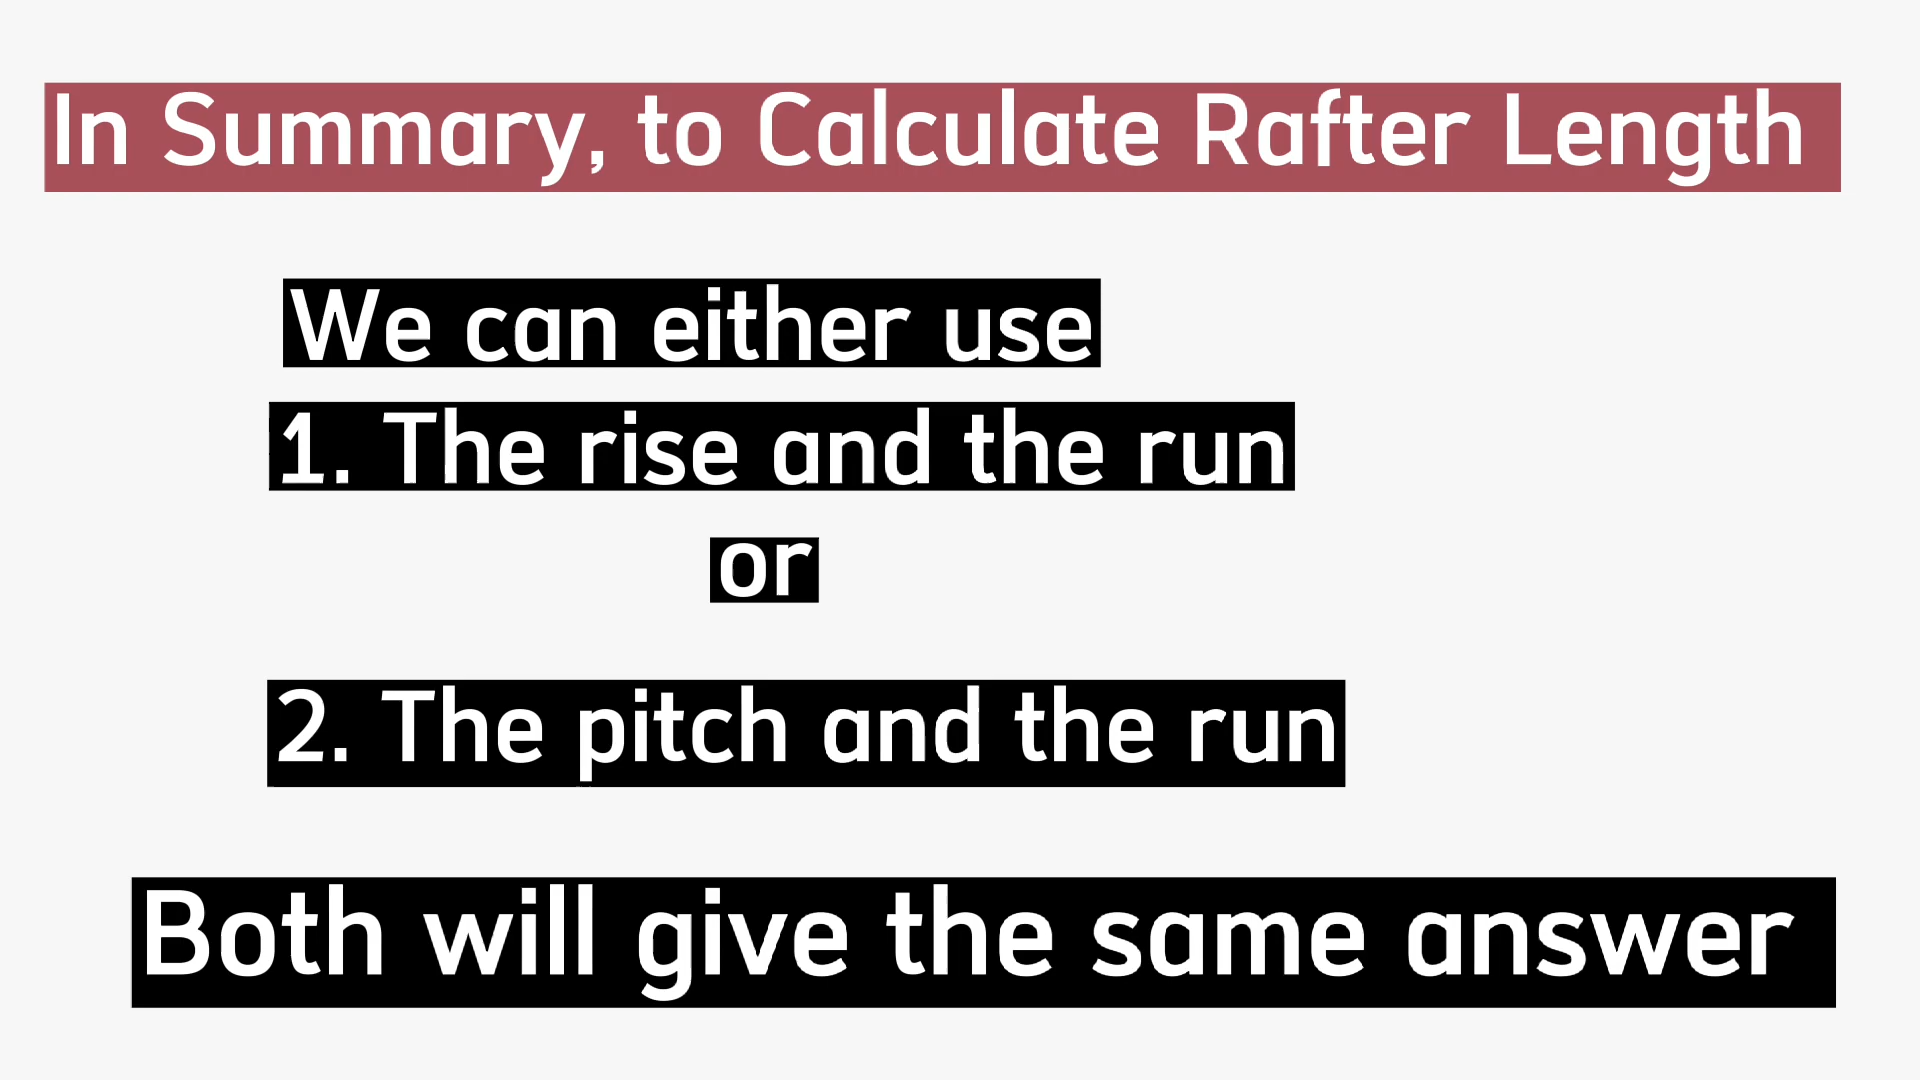 In Summary, to Calculate Rafter Length
We can either use
1. The rise and the run
or
2. The pitch and the run
Both will give the same answer